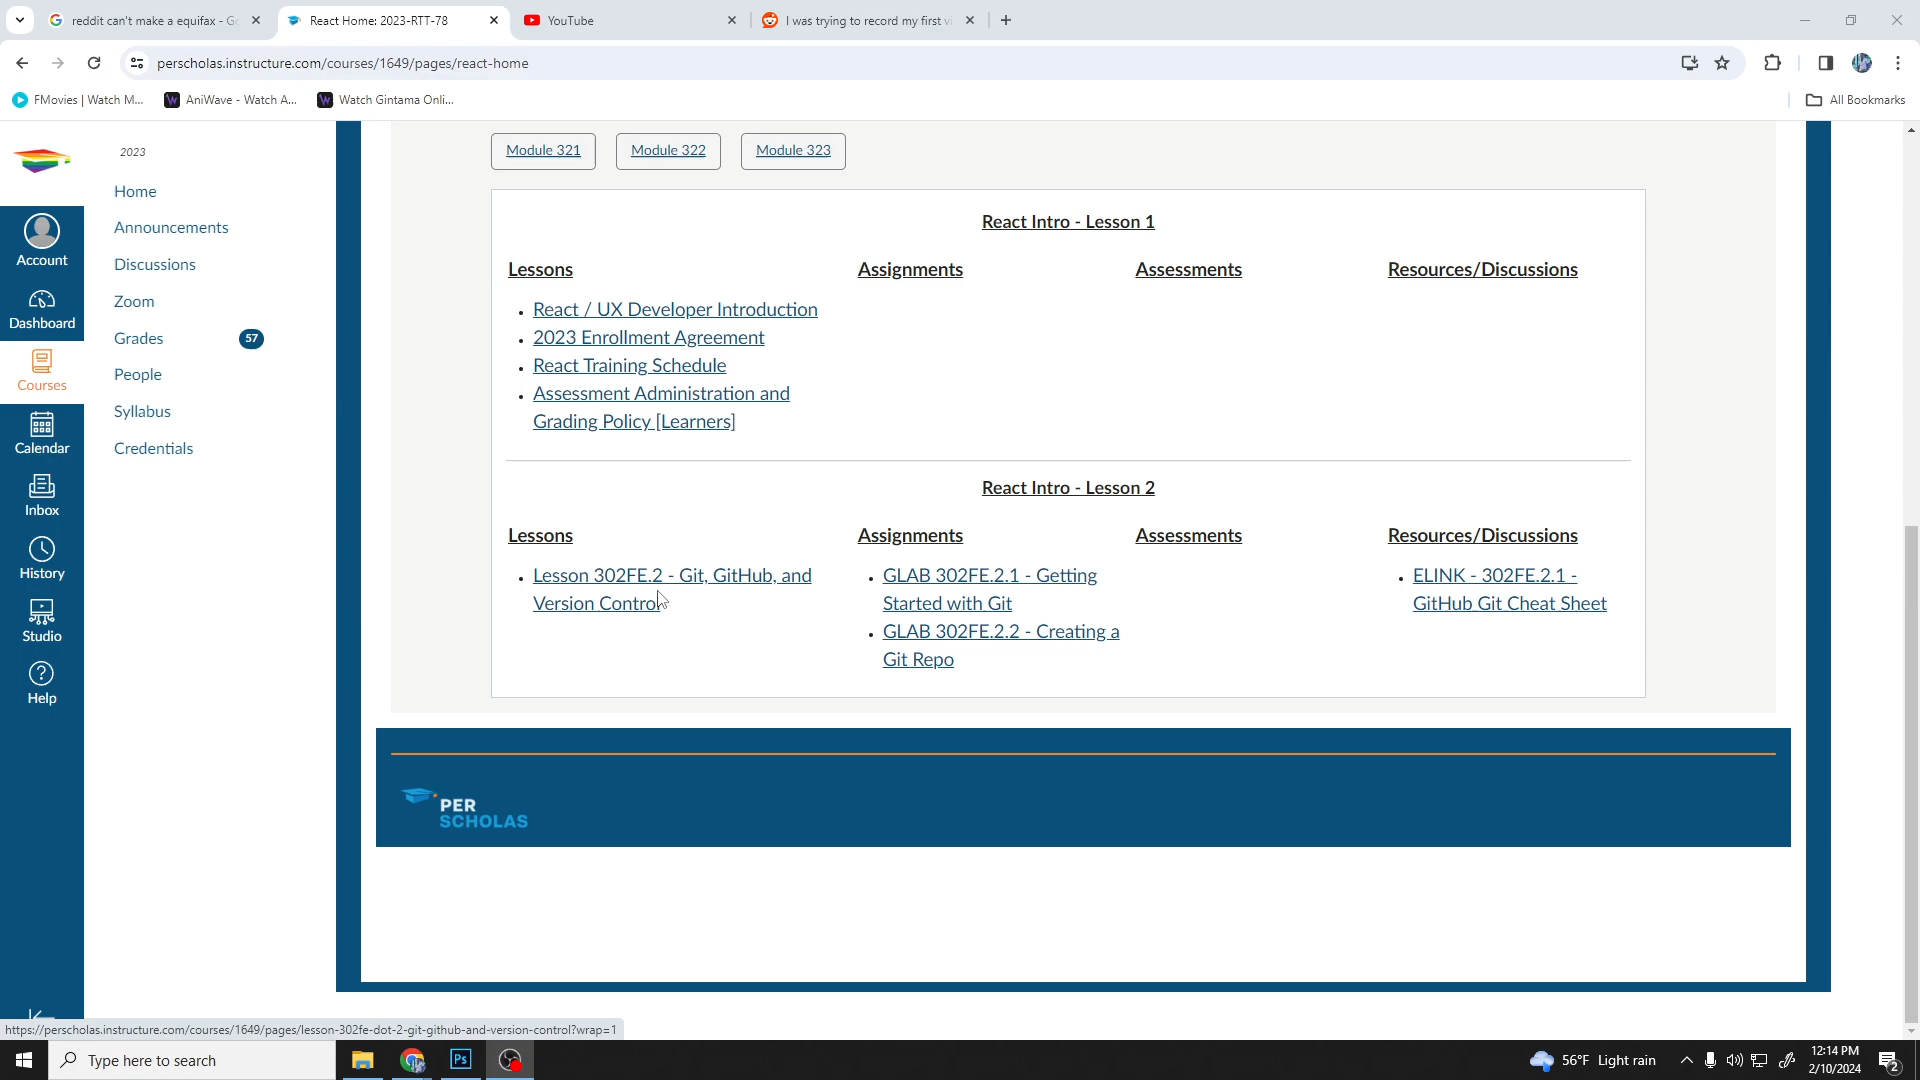 reddit can't make a equifax - Go
React Home: 2023-RTT-78
YouTube
I was trying to record my first vi
perscholas.instructure.com/courses/1649/pages/react-home
FMovies | Watch M...
AniWave - Watch A...
Watch Gintama Onli...
All Bookmarks
2023
Home
Announcements
Discussions
Zoom
Grades
57
People
Syllabus
Credentials
Account
Dashboard
Courses
Calendar
Inbox
History
Studio
Help
Module 321
Module 322
Module 323
React Intro - Lesson 1
Lessons
Assignments
Assessments
Resources/Discussions
React / UX Developer Introduction
2023 Enrollment Agreement
React Training Schedule
Assessment Administration and
Grading Policy [Learners]
React Intro - Lesson 2
Lessons
Assignments
Assessments
Resources/Discussions
Lesson 302FE.2 - Git, GitHub, and
Version Control
GLAB 302FE.2.1 - Getting
Started with Git
GLAB 302FE.2.2 - Creating a
Git Repo
ELINK - 302FE.2.1 -
GitHub Git Cheat Sheet
PER
SCHOLAS
https://perscholas.instructure.com/courses/1649/pages/lesson-302fe-dot-2-git-github-and-version-control?wrap=1
Type here to search
Ps
56°F Light rain
12:14 PM
2/10/2024
2